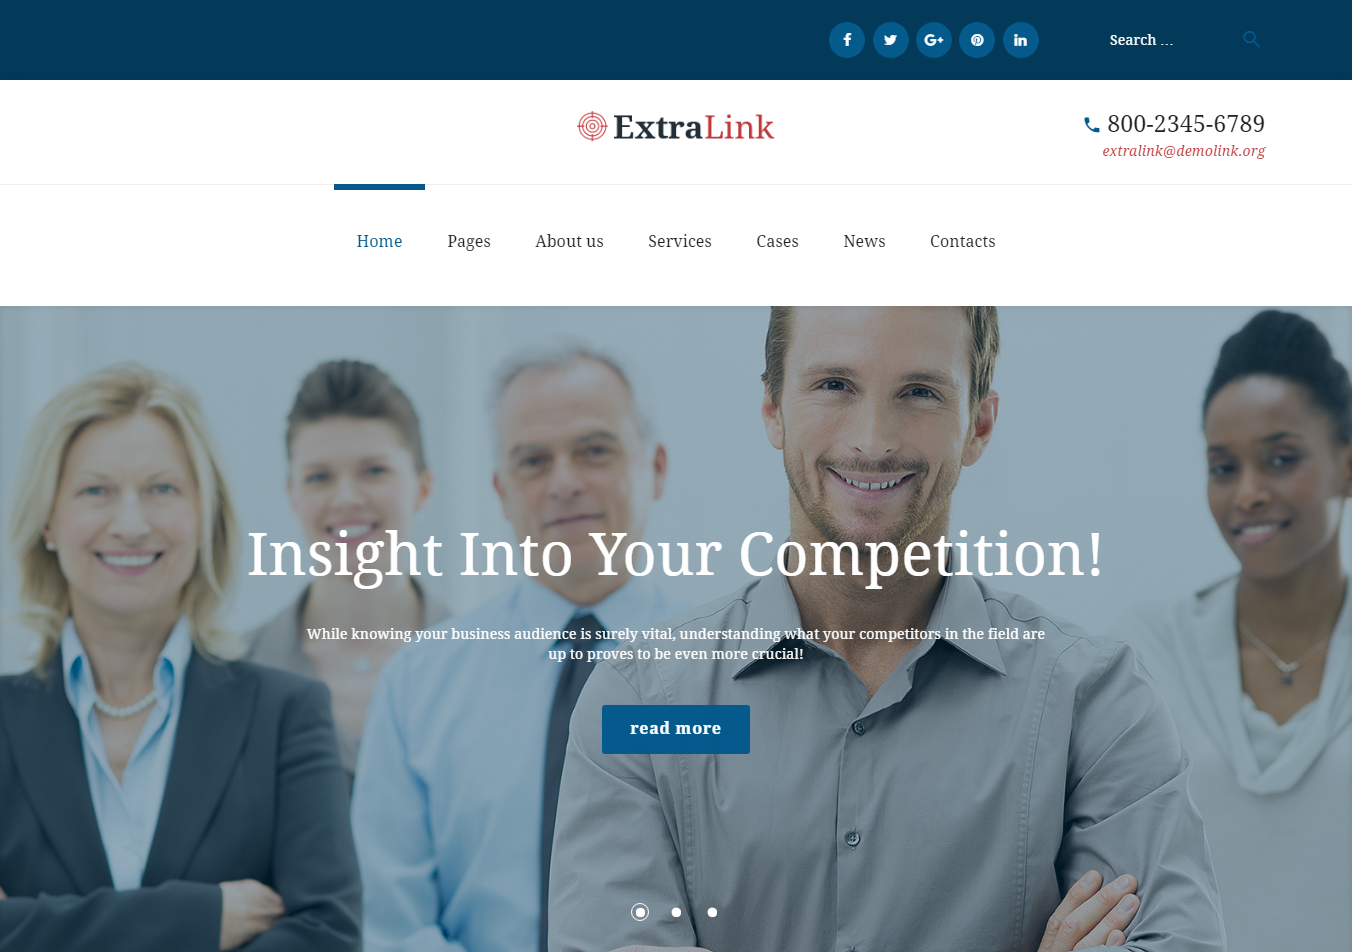 Search ...
ExtraLink
800-2345-6789
extralink@demolink.org
Home Pages About us Services Cases News Contacts
Insight Into Your Competition!
While knowing your business audience is surely vital, understanding what your competitors in the field are
up to proves to be even more crucial!
read more